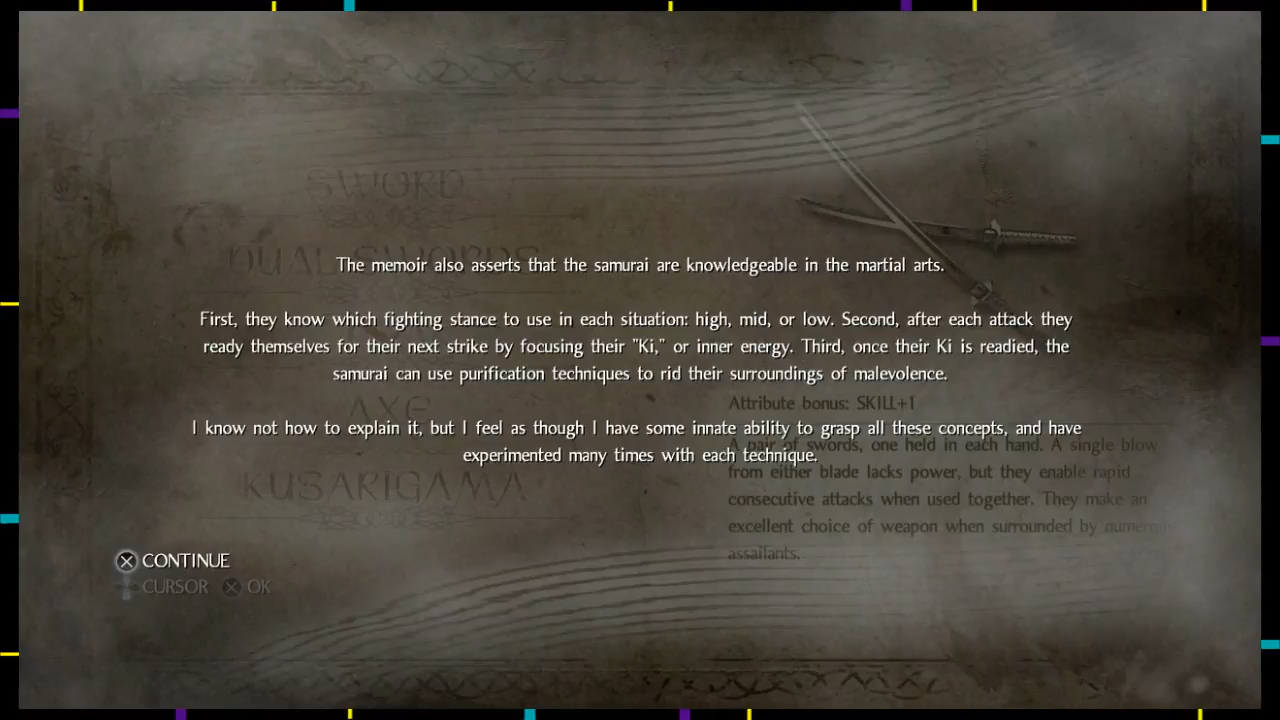 SWORD
DUAL SWORDS
The memoir also asserts that the samurai are knowledgeable in the martial arts.
First, they know which fighting stance to use in each situation: high, mid, or low. Second, after each attack they
ready themselves for their next strike by focusing their "Ki," or inner energy. Third, once their Ki is readied, the
samurai can use purification techniques to rid their surroundings of malevolence.
AXE
Attribute bonus: SKILL+1
I know not how to explain it, but I feel as though I have some innate ability to grasp all these concepts, and have
experimented many times with each technique.
KUSARIGAMA
A pair of swords, one held in each hand. A single blow
from either blade lacks power, but they enable rapid
consecutive attacks when used together. They make an
excellent choice of weapon when surrounded by numerous
assailants.
CONTINUE
CURSOR OK